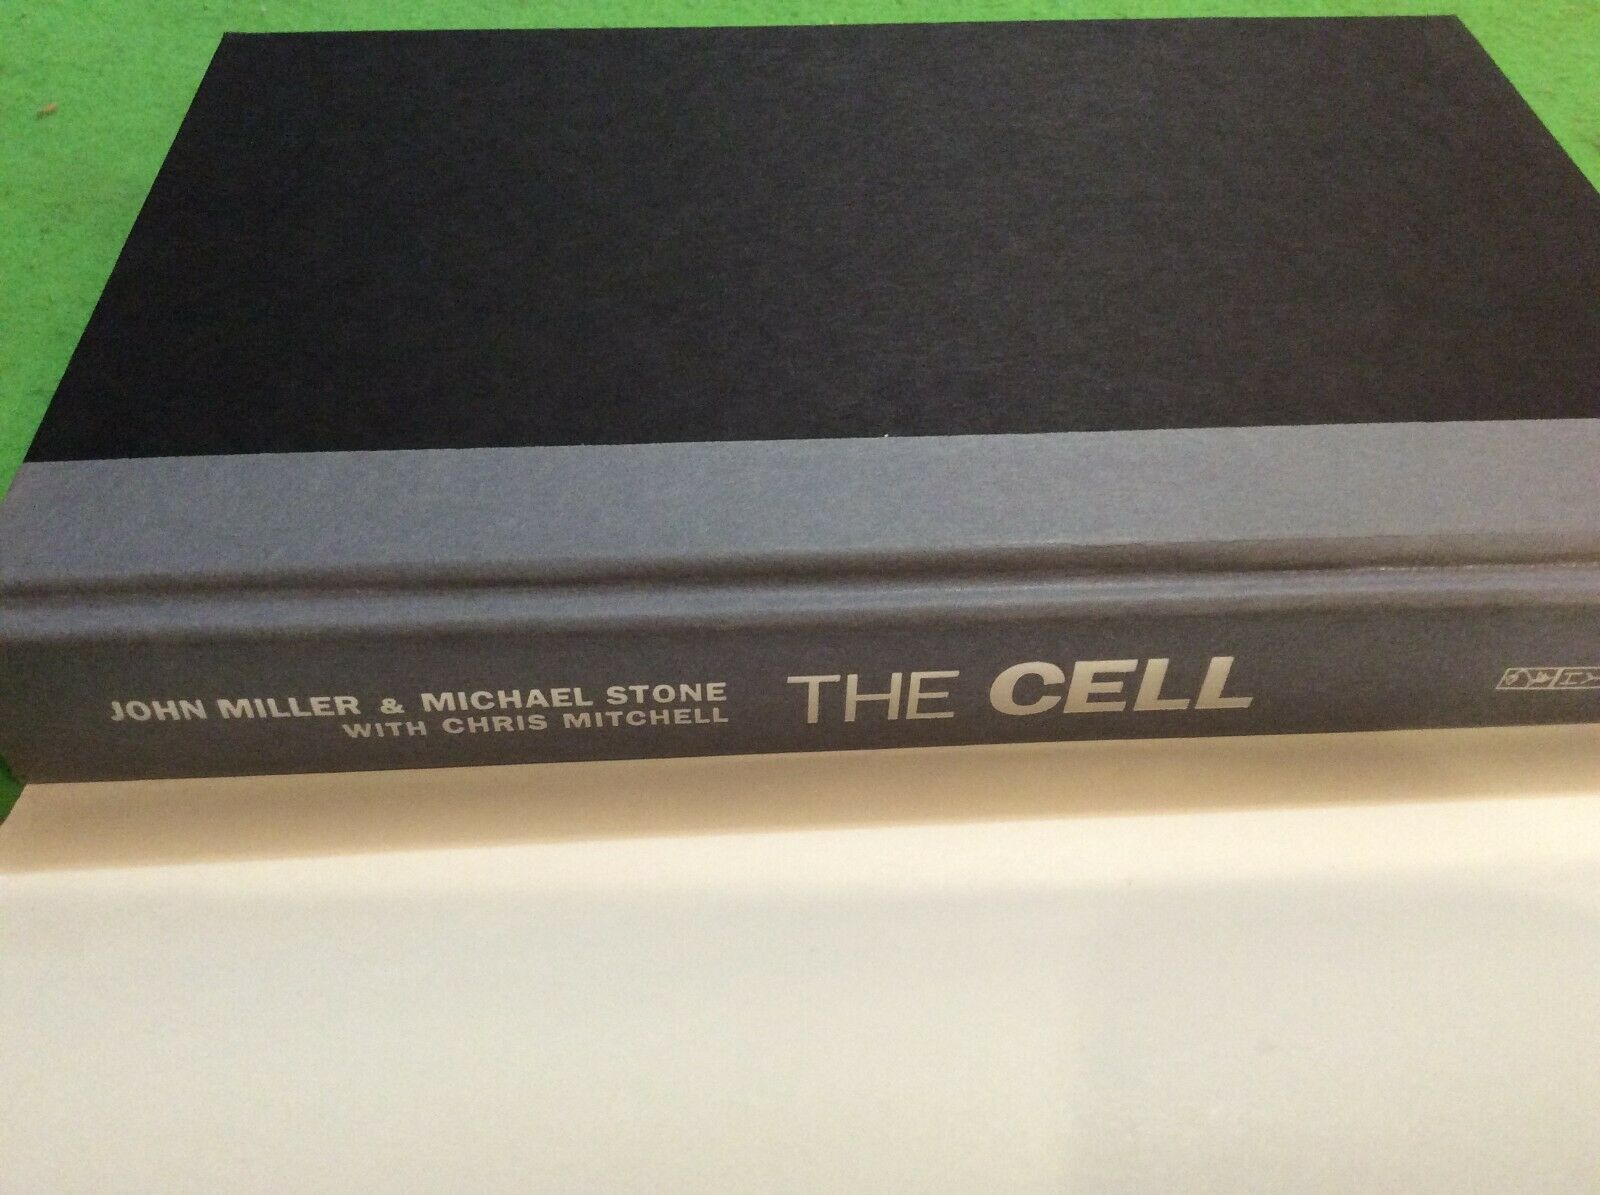 JOHN MILLER & MICHAEL STONE
WITH CHRIS MITCHELL
THE CELL